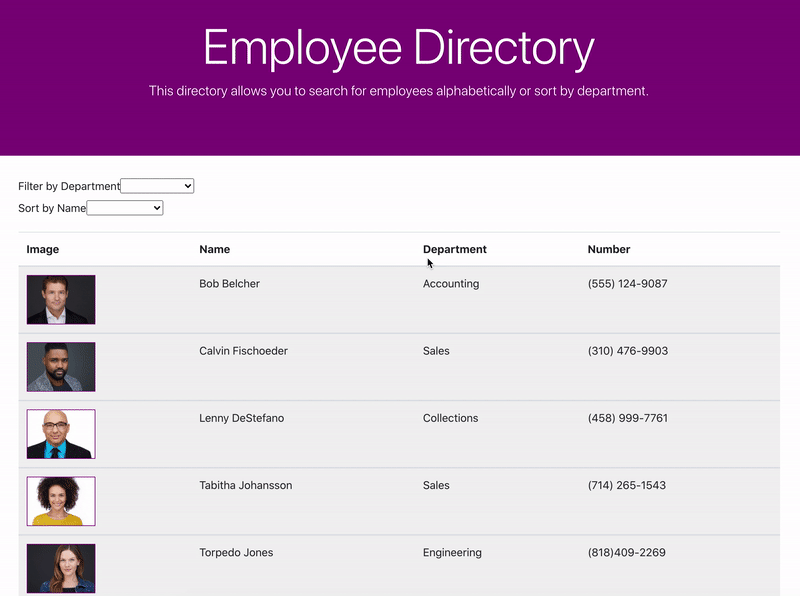 Employee Directory
This directory allows you to search for employees alphabetically or sort by department.
Filter by Department
Sort by Name
Image Name Department Number
Bob Belcher Accounting (555) 124-9087
Calvin Fischoeder Sales (310) 476-9903
Lenny DeStefano Collections (458) 999-7761
Tabitha Johansson Sales (714) 265-1543
Torpedo Jones Engineering (818)409-2269